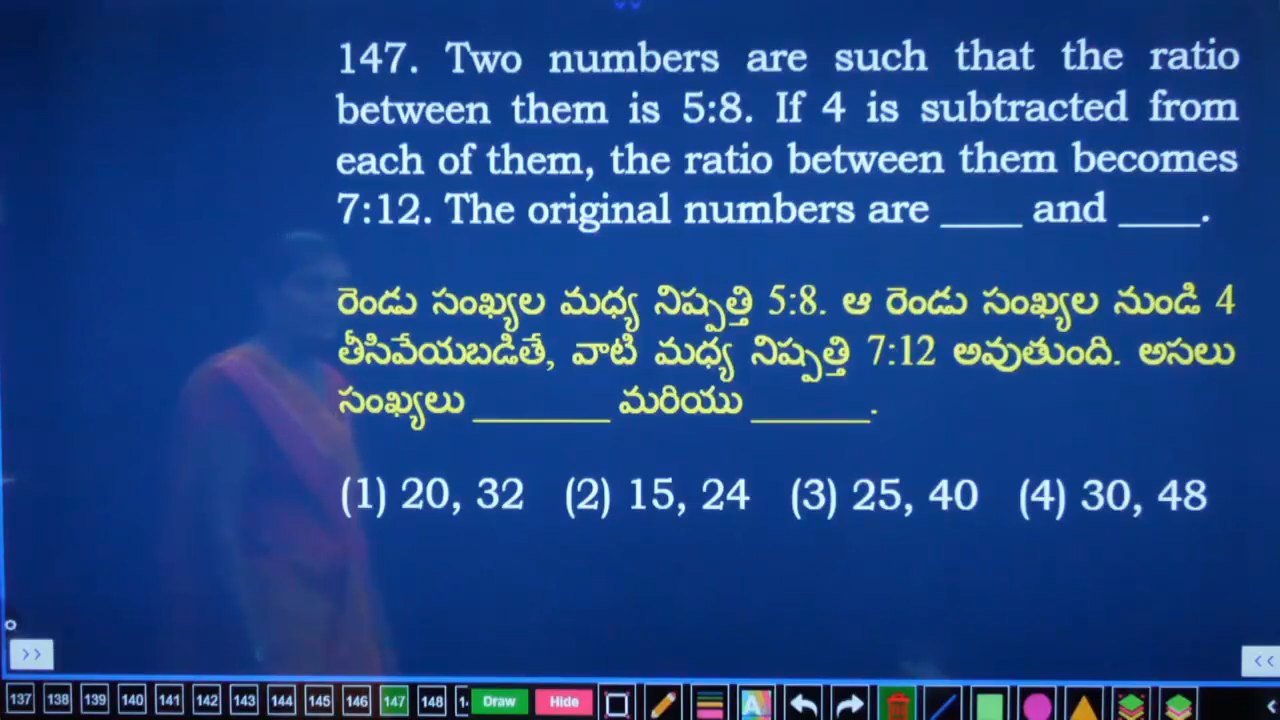 147. Two numbers are such that the ratio
between them is 5:8. If 4 is subtracted from
each of them, the ratio between them becomes
7:12. The original numbers are ____ and ____.
రెండు సంఖ్యల మధ్య నిష్పత్తి 5:8. ఆ రెండు సంఖ్యల నుండి 4
తీసివేయబడితే, వాటి మధ్య నిష్పత్తి 7:12 అవుతుంది. అసలు
సంఖ్యలు ______ మరియు ______.
(1) 20, 32 (2) 15, 24 (3) 25, 40 (4) 30, 48
>> <<
137 138 139 140 141 142 143 144 145 146 147 148 Draw Hide